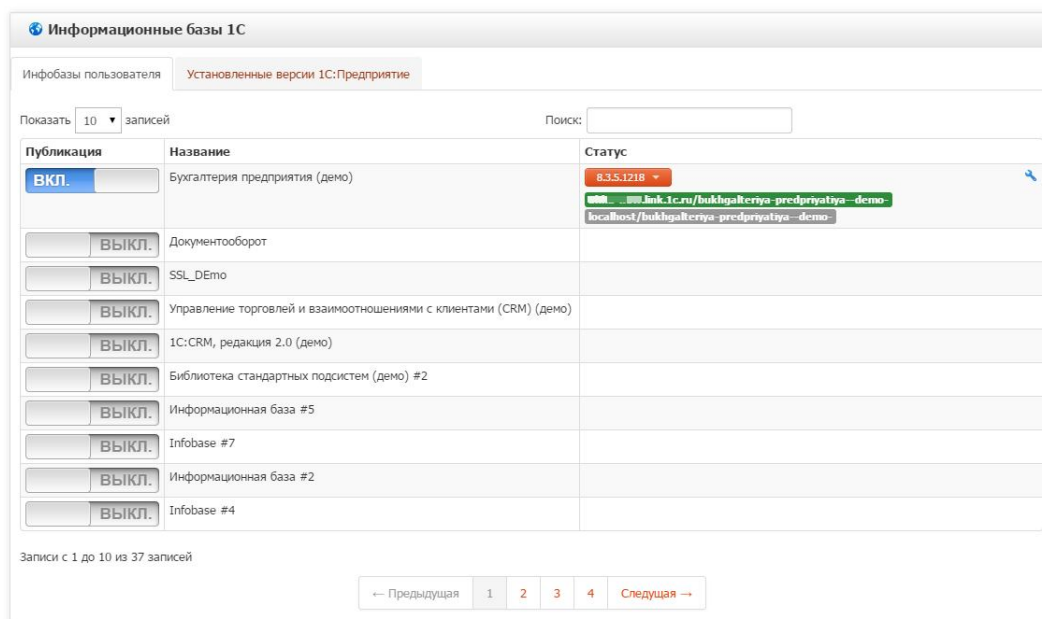 Информационные базы 1С
Инфобазы пользователя Установленные версии 1С:Предприятие
Показать 10 записей Поиск:
Публикация Название Статус
ВКЛ. Бухгалтерия предприятия (демо) 8.3.5.1218
.link.1c.ru/bukhgalteriya-predpriyatiya--demo-
localhost/bukhgalteriya-predpriyatiya--demo-
ВЫКЛ. Документооборот
ВЫКЛ. SSL_DEmo
ВЫКЛ. Управление торговлей и взаимоотношениями с клиентами (CRM) (демо)
ВЫКЛ. 1С:CRM, редакция 2.0 (демо)
ВЫКЛ. Библиотека стандартных подсистем (демо) #2
ВЫКЛ. Информационная база #5
ВЫКЛ. Infobase #7
ВЫКЛ. Информационная база #2
ВЫКЛ. Infobase #4
Записи с 1 до 10 из 37 записей
← Предыдущая 1 2 3 4 Следущая →